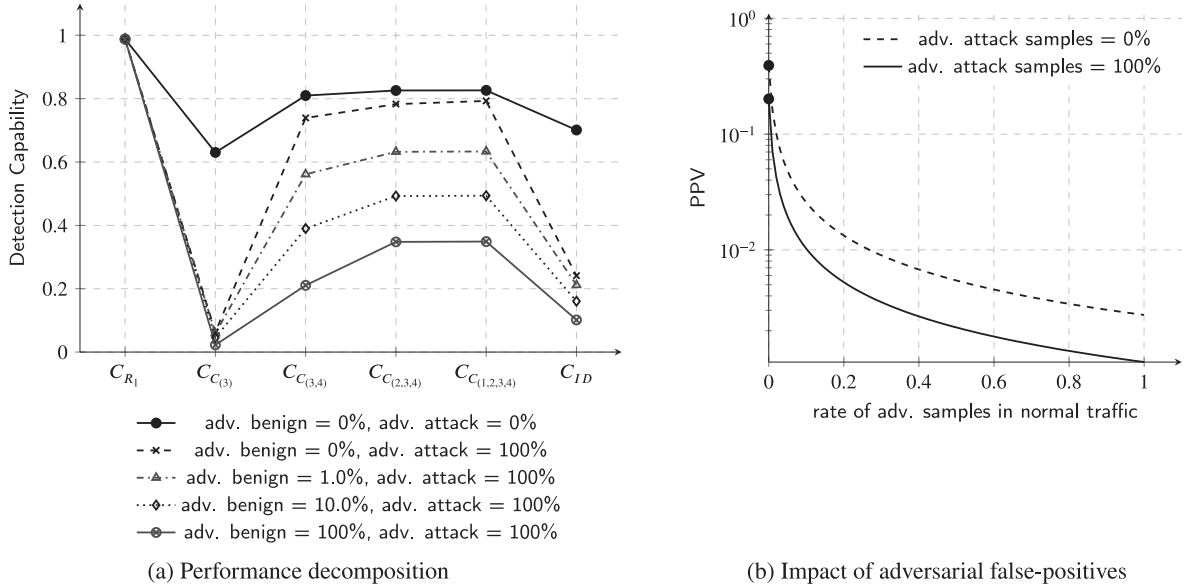 1
0.8
0.6
0.4
0.2
0
Detection Capability
C_{R_1}
C_{C_{(3)}}
C_{C_{(3,4)}}
C_{C_{(2,3,4)}}
C_{C_{(1,2,3,4)}}
C_{ID}
adv. benign = 0%, adv. attack = 0%
adv. benign = 0%, adv. attack = 100%
adv. benign = 1.0%, adv. attack = 100%
adv. benign = 10.0%, adv. attack = 100%
adv. benign = 100%, adv. attack = 100%
(a) Performance decomposition
10^0
10^{-1}
10^{-2}
PPV
adv. attack samples = 0%
adv. attack samples = 100%
0 0.2 0.4 0.6 0.8 1
rate of adv. samples in normal traffic
(b) Impact of adversarial false-positives